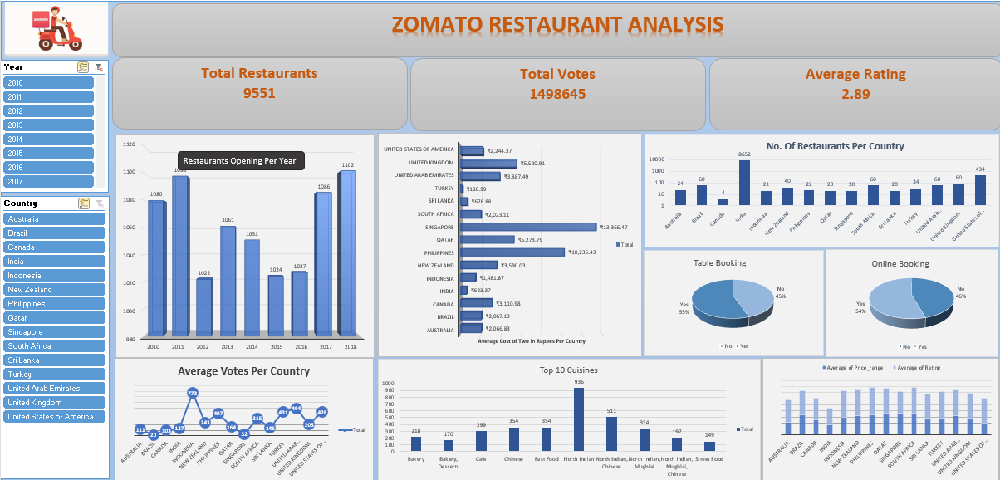 ZOMATO RESTAURANT ANALYSIS
Total Restaurants
9551
Total Votes
1498645
Average Rating
2.89
Year
2010
2011
2012
2013
2014
2015
2016
2017
Country
Australia
Brazil
Canada
India
Indonesia
New Zealand
Philippines
Qatar
Singapore
South Africa
Sri Lanka
Turkey
United Arab Emirates
United Kingdom
United States of America
Restaurants Opening Per Year
1120
1100
1080
1060
1040
1020
1000
980
1080
1022
1061
1051
1024
1027
1086
1102
2010 2011 2012 2013 2014 2015 2016 2017 2018
UNITED STATES OF AMERICA ₹2,244.37
UNITED KINGDOM ₹5,520.91
UNITED ARAB EMIRATES ₹3,887.49
TURKEY ₹180.99
SRI LANKA ₹676.88
SOUTH AFRICA ₹2,023.11
SINGAPORE ₹13,366.47
QATAR ₹5,273.79
PHILIPPINES ₹10,235.43
NEW ZEALAND ₹3,590.03
INDONESIA ₹1,481.87
INDIA ₹623.37
CANADA ₹3,110.98
BRAZIL ₹2,067.13
AUSTRALIA ₹2,066.83
Total
Average Cost of Two in Rupees Per Country
No. Of Restaurants Per Country
10000
1000
100
10
1
24 60 4 8652 21 40 22 20 20 60 20 34 60 80 434
Australia Brazil Canada India Indonesia New Zealand Philippines Qatar Singapore South Africa Sri Lanka Turkey United Arab... United Kingdom United States of...
Table Booking
No
45%
Yes
55%
No Yes
Online Booking
No
46%
Yes
54%
No Yes
Average Votes Per Country
111 20 103 137 772 243 407 164 32 315 146 431 494 205 428
Total
AUSTRALIA BRAZIL CANADA INDIA INDONESIA NEW ZEALAND PHILIPPINES QATAR SINGAPORE SOUTH AFRICA SRI LANKA TURKEY UNITED ARAB... UNITED KINGDOM UNITED STATES OF...
Top 10 Cuisines
1000
900
800
700
600
500
400
300
200
100
0
218 170 299 354 354 936 511 334 197 149
Bakery Bakery, Desserts Cafe Chinese Fast Food North Indian North Indian, Chinese North Indian, Mughlai North Indian, Mughlai, Chinese Street Food
Total
Average of Price_range Average of Rating
AUSTRALIA BRAZIL CANADA INDIA INDONESIA NEW ZEALAND PHILIPPINES QATAR SINGAPORE SOUTH AFRICA SRI LANKA TURKEY UNITED ARAB... UNITED KINGDOM UNITED STATES OF...